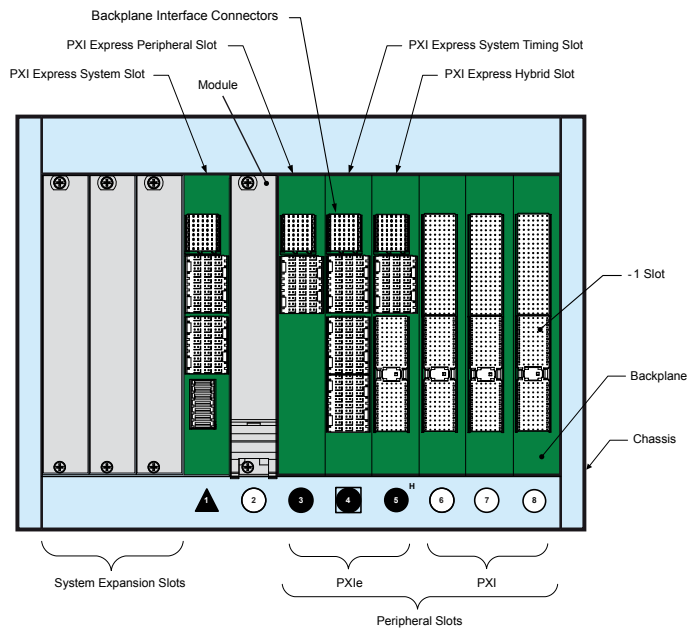 Backplane Interface Connectors
PXI Express Peripheral Slot
PXI Express System Timing Slot
PXI Express System Slot
Module
PXI Express Hybrid Slot
- 1 Slot
Backplane
Chassis
H
1 2 3 4 5 6 7 8
System Expansion Slots
PXIe
PXI
Peripheral Slots